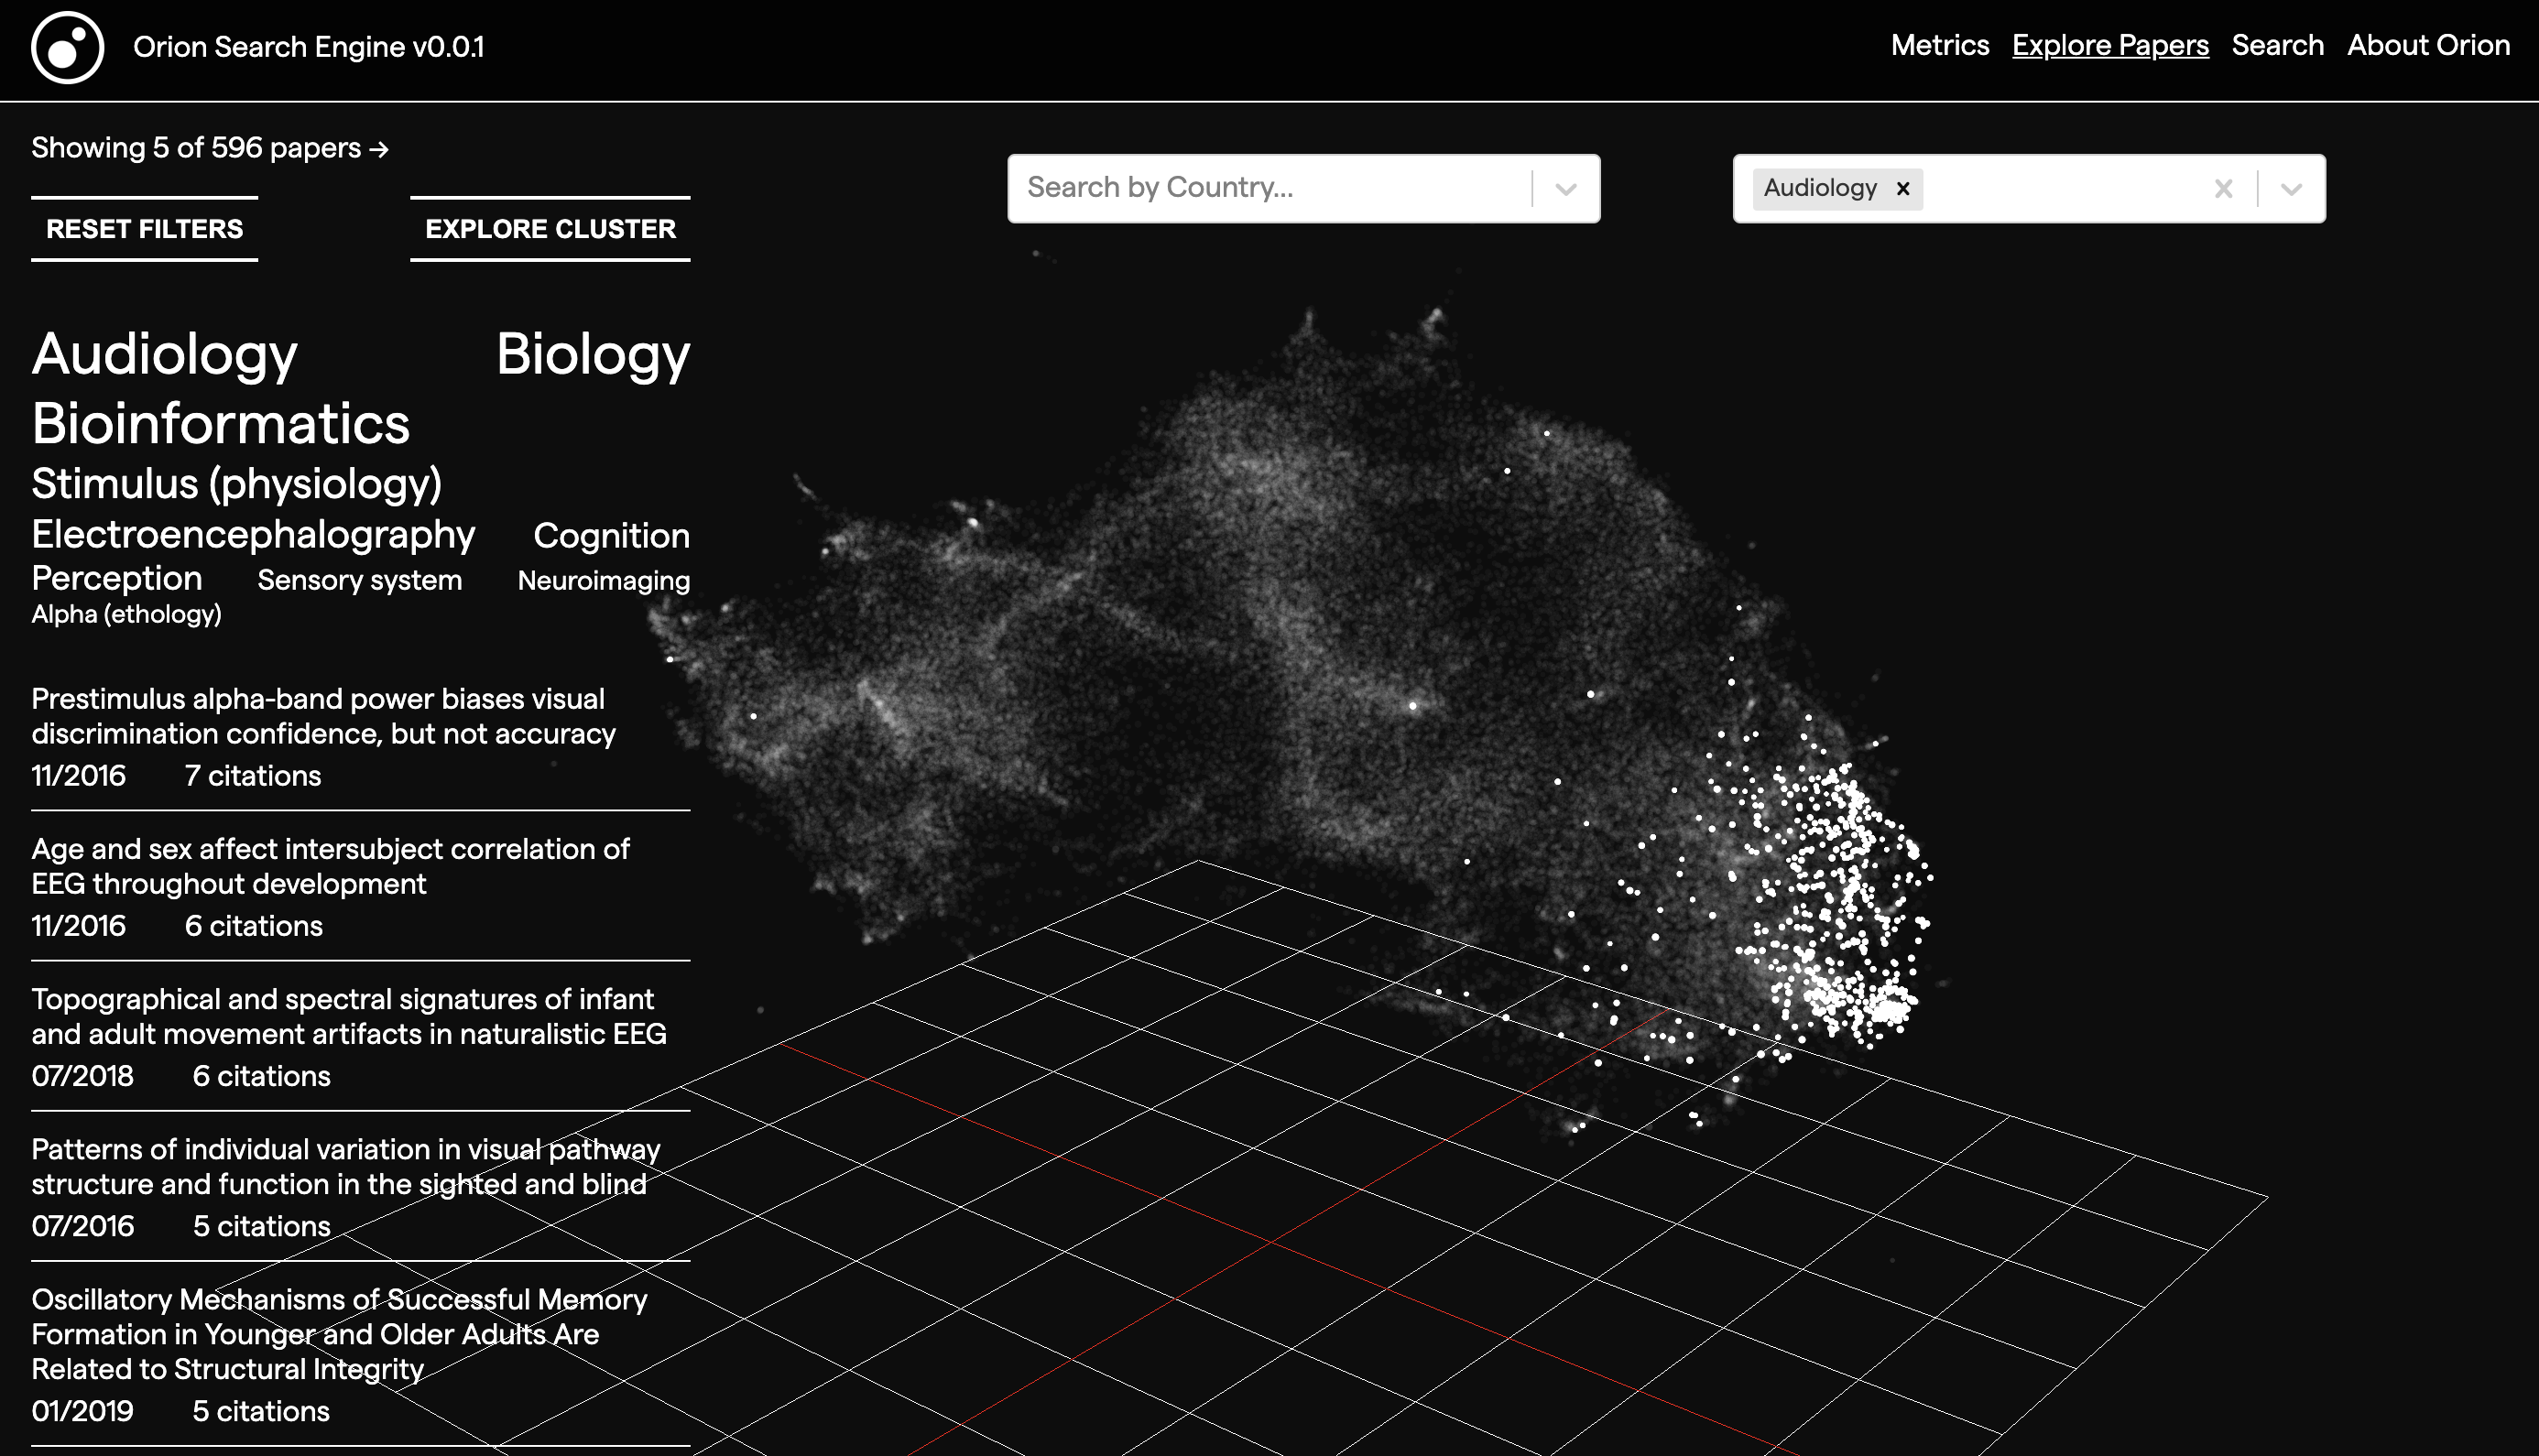 Orion Search Engine v0.0.1
Metrics Explore Papers Search About Orion
Showing 5 of 596 papers →
Search by Country...
Audiology ×
RESET FILTERS
EXPLORE CLUSTER
Audiology Biology
Bioinformatics
Stimulus (physiology)
Electroencephalography Cognition
Perception Sensory system Neuroimaging
Alpha (ethology)
Prestimulus alpha-band power biases visual
discrimination confidence, but not accuracy
11/2016 7 citations
Age and sex affect intersubject correlation of
EEG throughout development
11/2016 6 citations
Topographical and spectral signatures of infant
and adult movement artifacts in naturalistic EEG
07/2018 6 citations
Patterns of individual variation in visual pathway
structure and function in the sighted and blind
07/2016 5 citations
Oscillatory Mechanisms of Successful Memory
Formation in Younger and Older Adults Are
Related to Structural Integrity
01/2019 5 citations